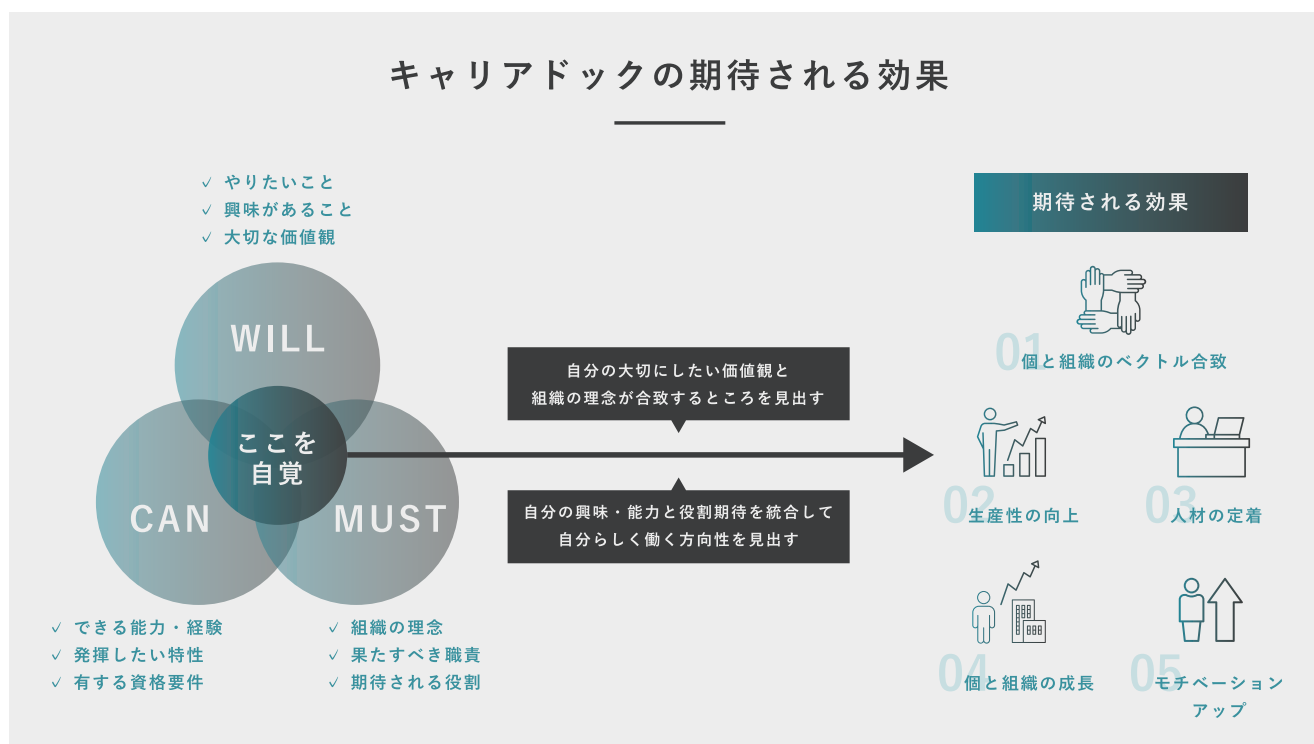 キャリアドックの期待される効果
✓ やりたいこと
✓ 興味があること
✓ 大切な価値観
WILL
ここを
自覚
CAN
MUST
✓ できる能力・経験
✓ 発揮したい特性
✓ 有する資格要件
✓ 組織の理念
✓ 果たすべき職責
✓ 期待される役割
自分の大切にしたい価値観と
組織の理念が合致するところを見出す
自分の興味・能力と役割期待を統合して
自分らしく働く方向性を見出す
期待される効果
01
個と組織のベクトル合致
02
生産性の向上
03
人材の定着
04
個と組織の成長
05
モチベーション
アップ